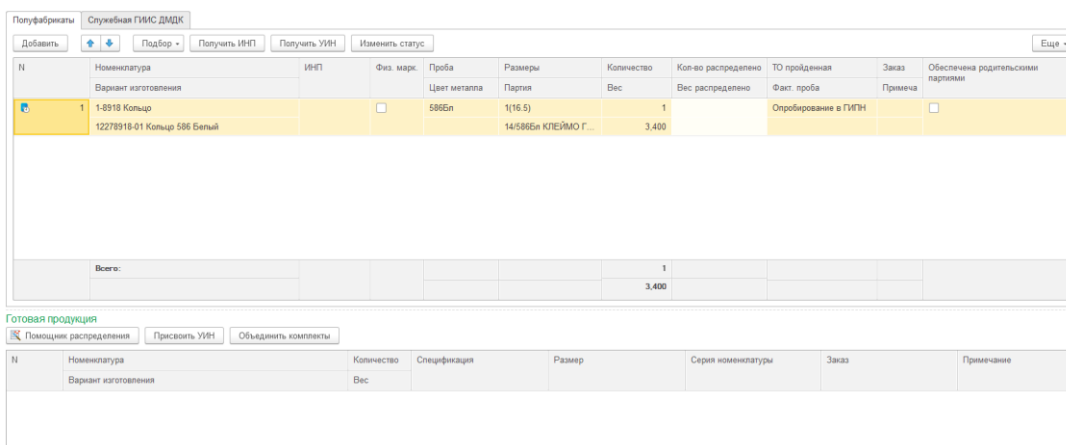 Полуфабрикаты Служебная ГИИС ДМДК
Добавить Подбор Получить ИНП Получить УИН Изменить статус Еще
N Номенклатура ИНП Физ. марк. Проба Размеры Количество Кол-во распределено ТО пройденная Заказ Обеспечена родительскими партиями
Вариант изготовления Цвет металла Партия Вес Вес распределено Факт. проба Примеча
1 1-8918 Кольцо 586Бл 1(16.5) 1 Опробирование в ГИПН
12278918-01 Кольцо 586 Белый 14/586Бл КЛЕЙМО Г... 3,400
Всего: 1
3,400
Готовая продукция
Помощник распределения Присвоить УИН Объединить комплекты
N Номенклатура Количество Спецификация Размер Серия номенклатуры Заказ Примечание
Вариант изготовления Вес